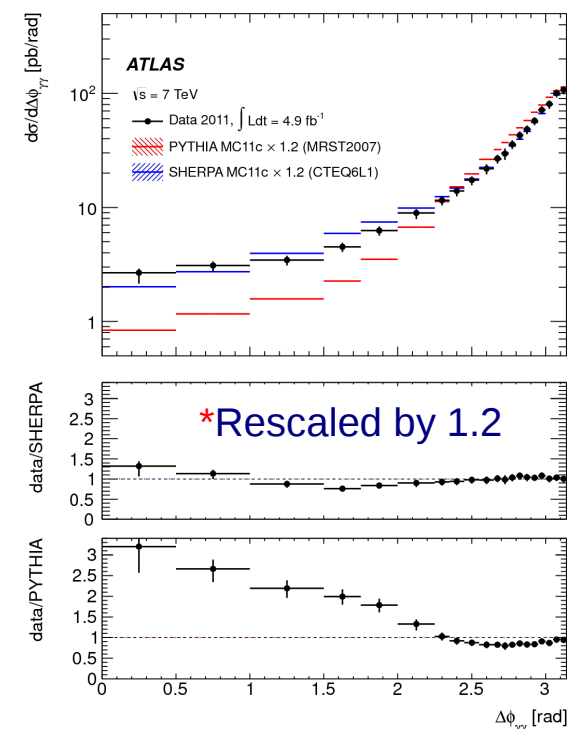 dσ/dΔϕγγ [pb/rad]
10²
10
1
ATLAS
√s = 7 TeV
Data 2011, ∫ Ldt = 4.9 fb⁻¹
PYTHIA MC11c × 1.2 (MRST2007)
SHERPA MC11c × 1.2 (CTEQ6L1)
data/SHERPA
3
2.5
2
1.5
1
0.5
0
*Rescaled by 1.2
data/PYTHIA
3
2.5
2
1.5
1
0.5
0
0 0.5 1 1.5 2 2.5 3
Δϕγγ [rad]